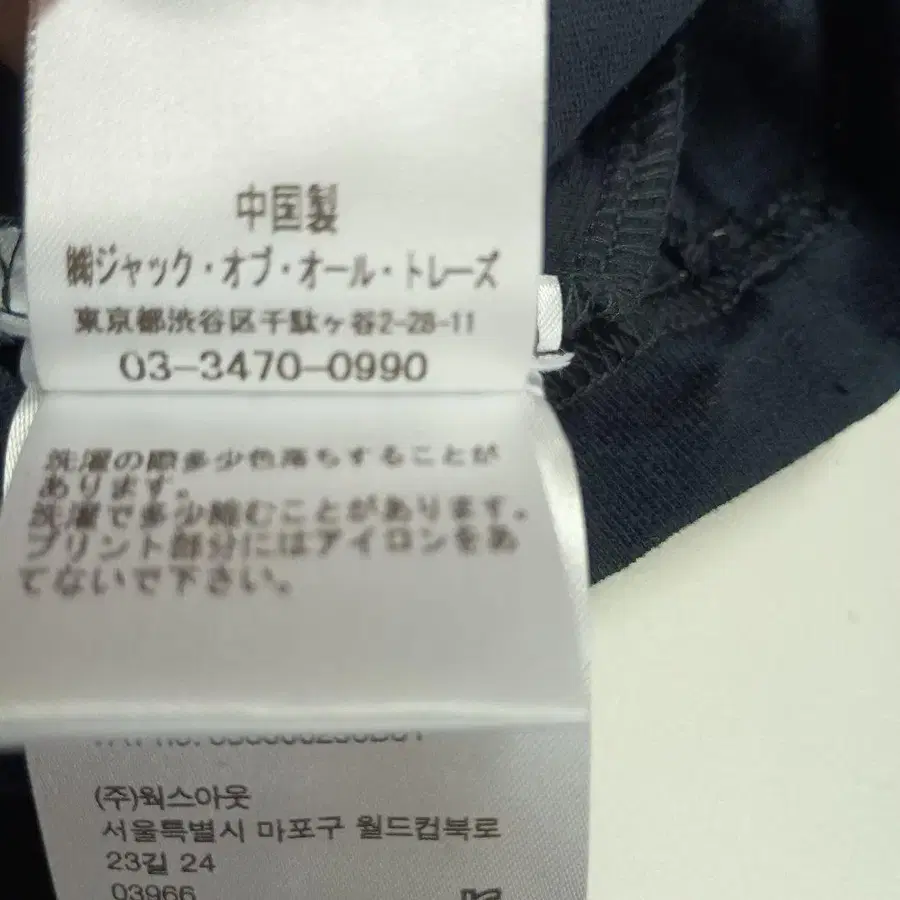 中国製
㈱ジャック・オブ・オール・トレーズ
東京都渋谷区千駄ヶ谷2-28-11
03-3470-0990
洗濯の際多少色落ちすることが
あります。
洗濯で多少縮むことがあります。
プリント部分にはアイロンをあ
てないで下さい。
(주)웍스아웃
서울특별시 마포구 월드컵북로
23길 24
03966